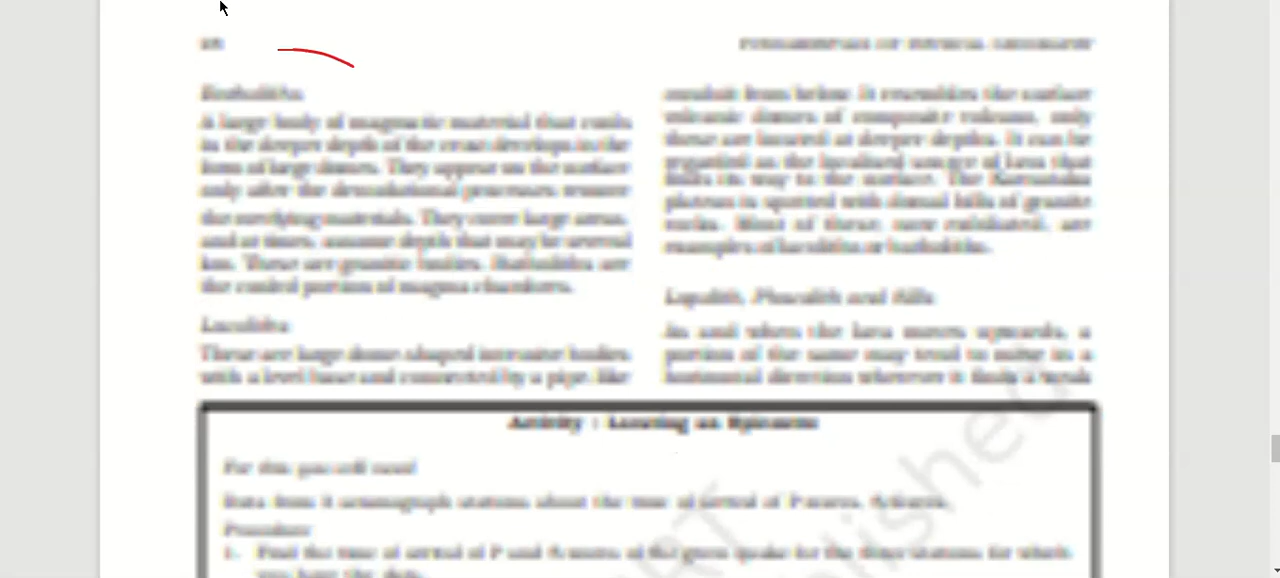 Batholiths
A large body of magmatic material that cools
in the deeper depth of the crust develops in the
form of large domes. They appear on the surface
only after the denudational processes remove
the overlying materials. They cover large areas,
and at times, assume depth that may be several
km. These are granitic bodies. Batholiths are
the cooled portion of magma chambers.
Lacoliths
These are large dome-shaped intrusive bodies
with a level base and connected by a pipe-like
conduit from below. It resembles the surface
volcanic domes of composite volcano, only
these are located at deeper depths. It can be
regarded as the localised source of lava that
finds its way to the surface. The Karnataka
plateau is spotted with domal hills of granite
rocks. Most of these, now exfoliated, are
examples of lacoliths or batholiths.
Lapolith, Phacolith and Sills
As and when the lava moves upwards, a
portion of the same may tend to move in a
horizontal direction wherever it finds a weak
Activity : Locating an Epicentre
For this you will need
Data from 3 seismograph stations about the time of arrival of P-waves, S-waves.
Procedure
1. Find the time of arrival of P and S-waves of the given quake for the three stations for which
you have the data.